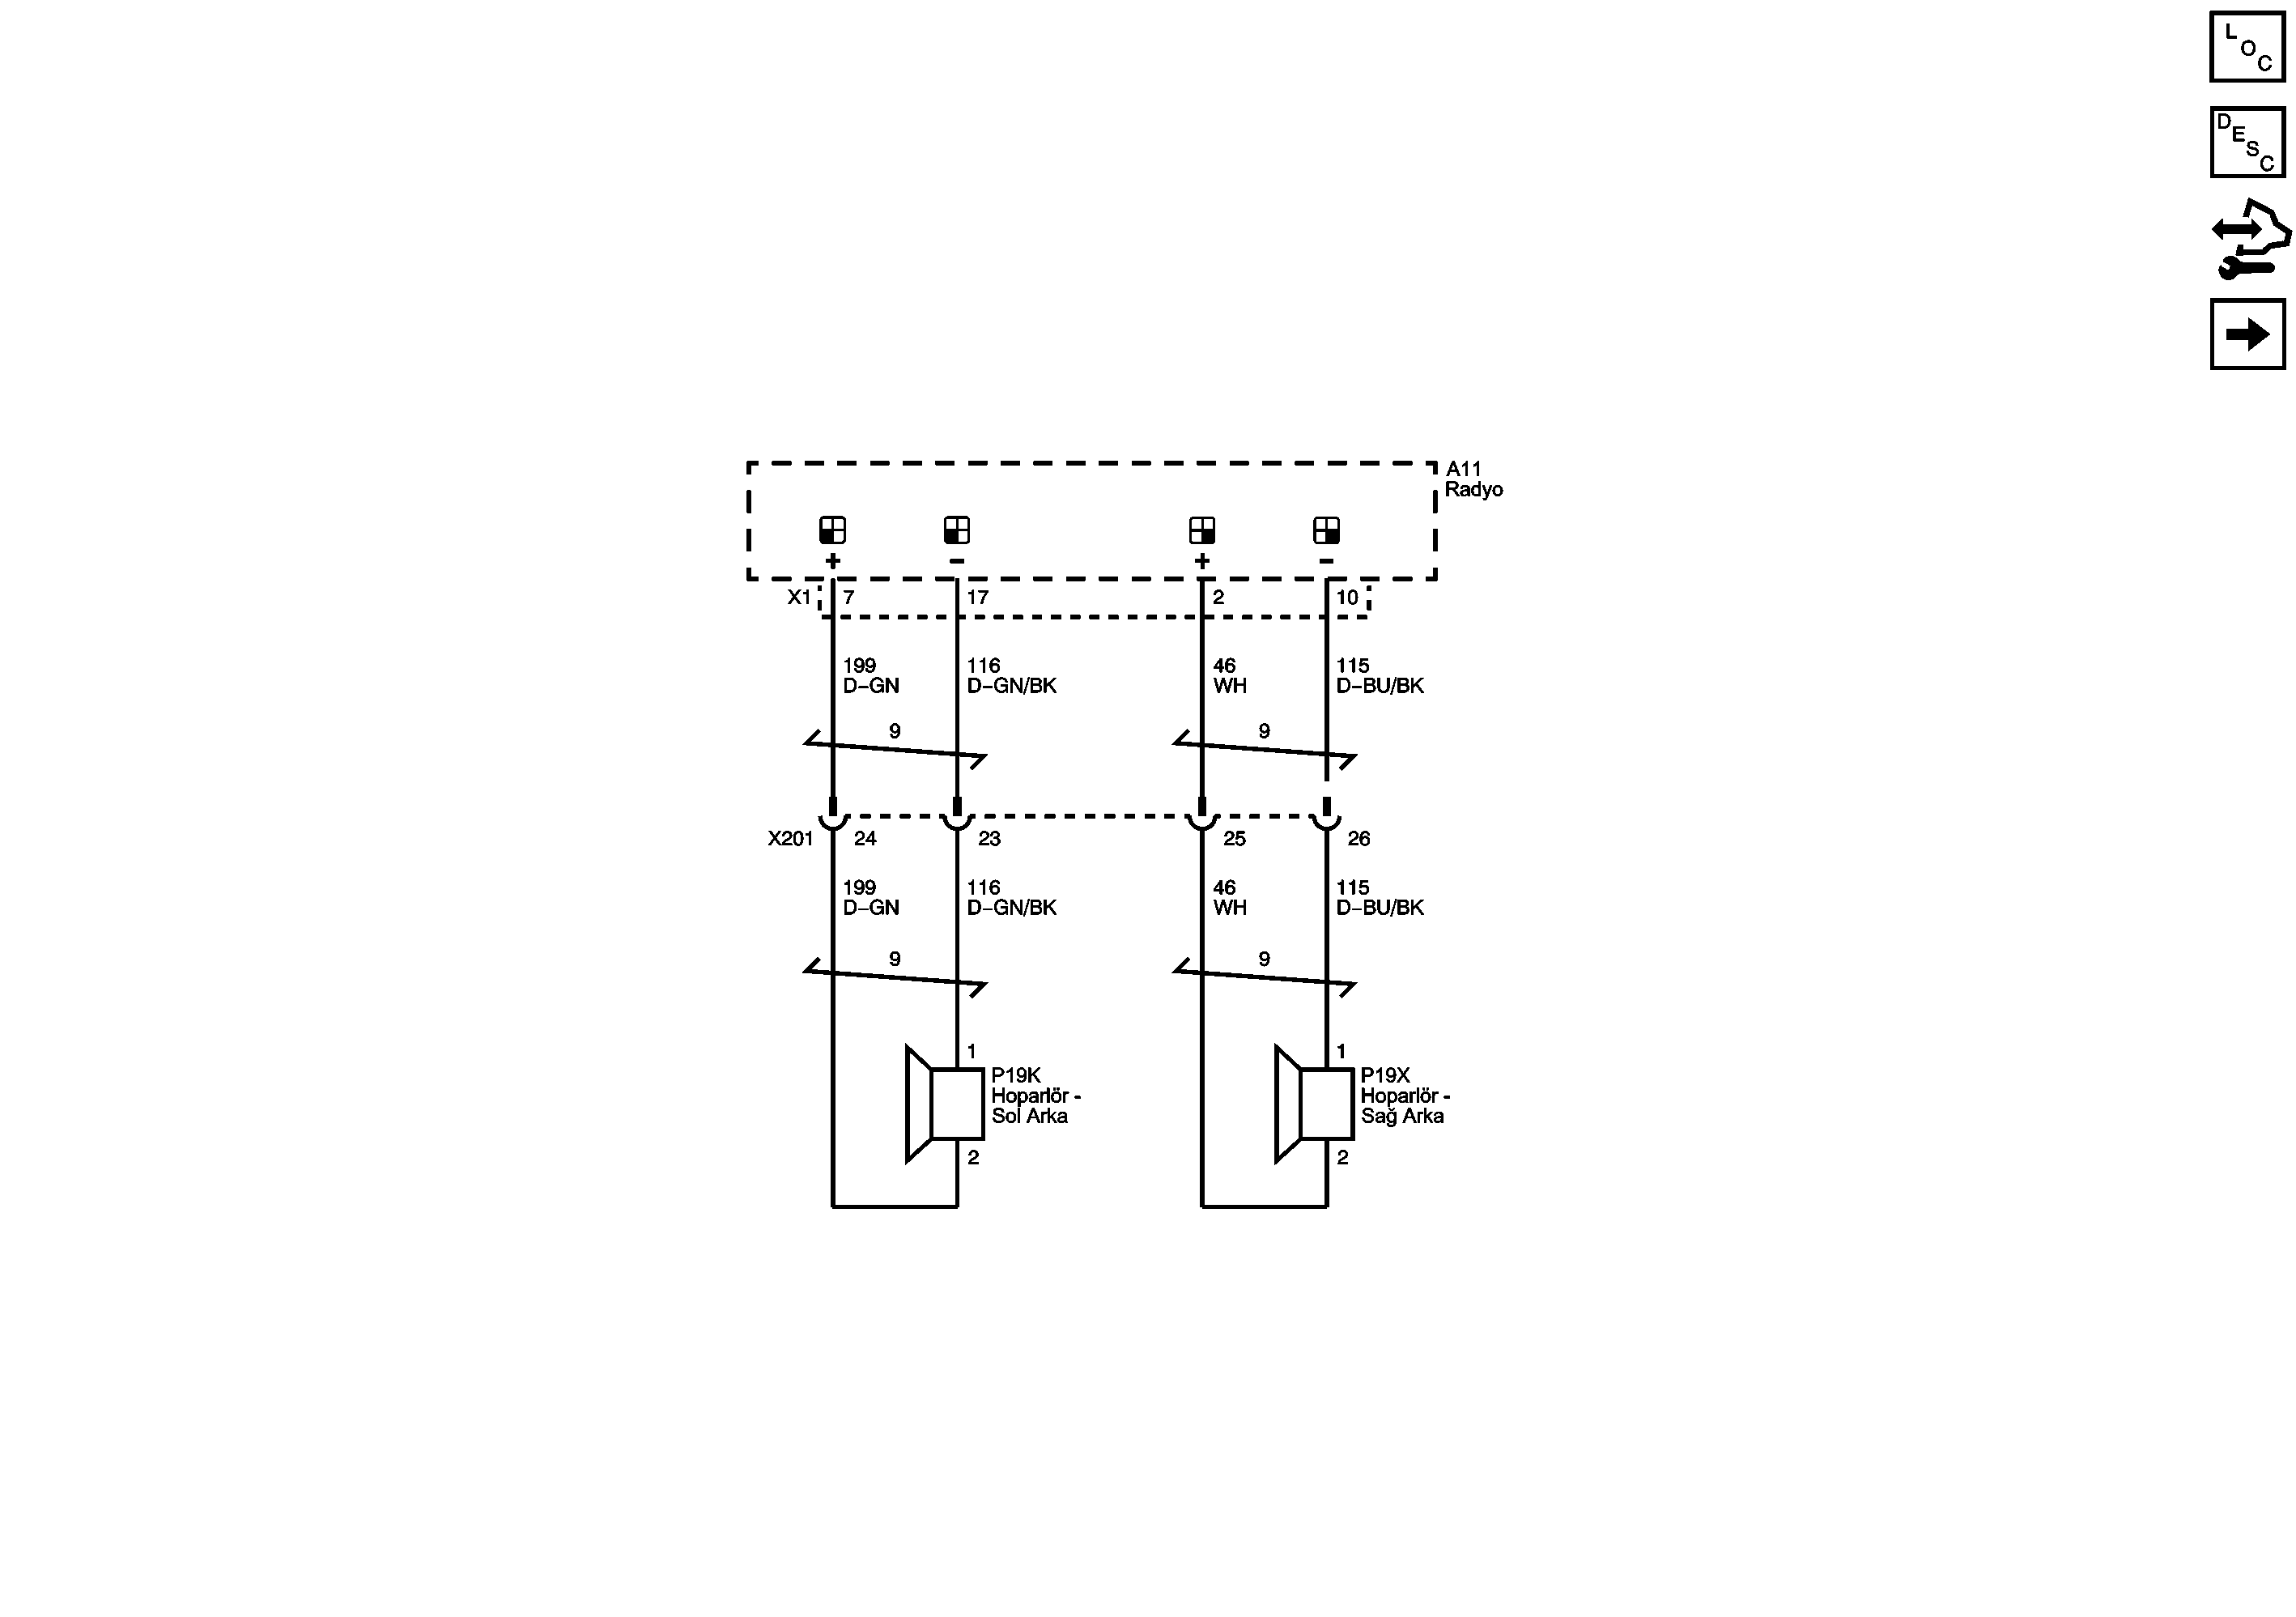 L
O
C
D
E
S
C
A11
Radyo
+ − + −
X1 7 17 2 10
199 116 46 115
D–GN D–GN/BK WH D–BU/BK
9 9
X201 24 23 25 26
199 116 46 115
D–GN D–GN/BK WH D–BU/BK
9 9
1 1
P19K
Hoparlör -
Sol Arka
P19X
Hoparlör -
Sağ Arka
2 2